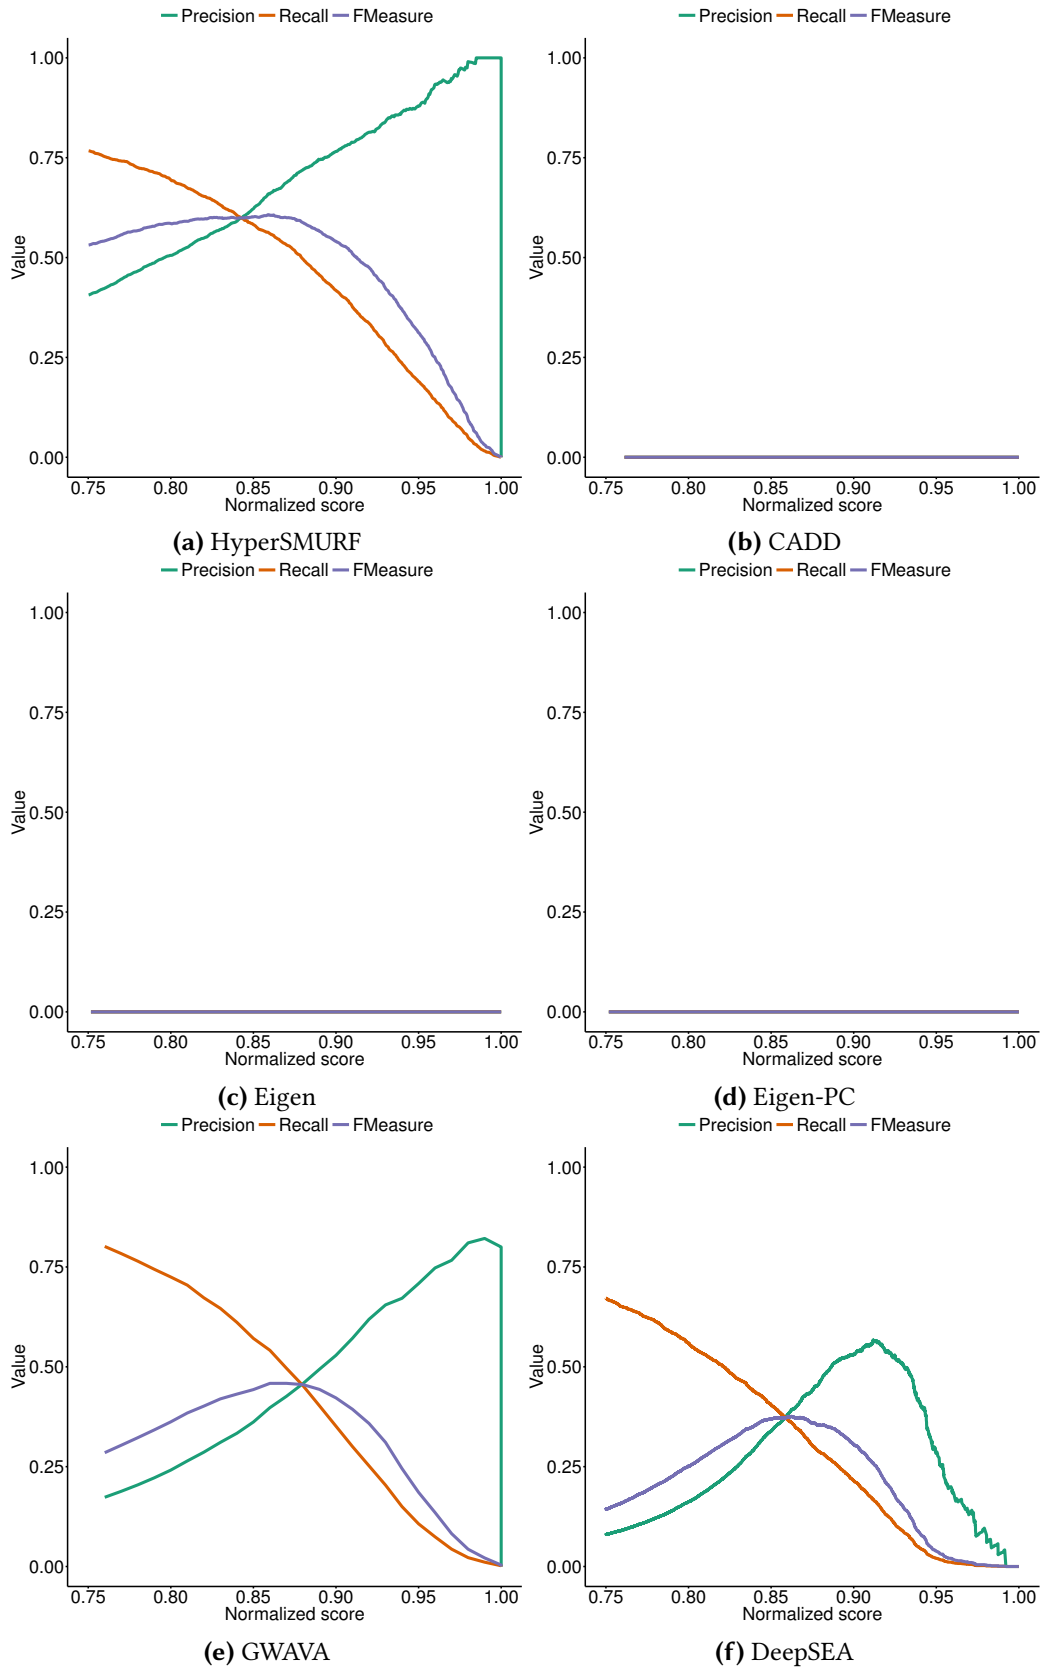 Precision Recall FMeasure
1.00
0.75
0.50
0.25
0.00
Value
0.75 0.80 0.85 0.90 0.95 1.00
Normalized score
(a) HyperSMURF
Precision Recall FMeasure
1.00
0.75
0.50
0.25
0.00
Value
0.75 0.80 0.85 0.90 0.95 1.00
Normalized score
(b) CADD
Precision Recall FMeasure
1.00
0.75
0.50
0.25
0.00
Value
0.75 0.80 0.85 0.90 0.95 1.00
Normalized score
(c) Eigen
Precision Recall FMeasure
1.00
0.75
0.50
0.25
0.00
Value
0.75 0.80 0.85 0.90 0.95 1.00
Normalized score
(d) Eigen-PC
Precision Recall FMeasure
1.00
0.75
0.50
0.25
0.00
Value
0.75 0.80 0.85 0.90 0.95 1.00
Normalized score
(e) GWAVA
Precision Recall FMeasure
1.00
0.75
0.50
0.25
0.00
Value
0.75 0.80 0.85 0.90 0.95 1.00
Normalized score
(f) DeepSEA